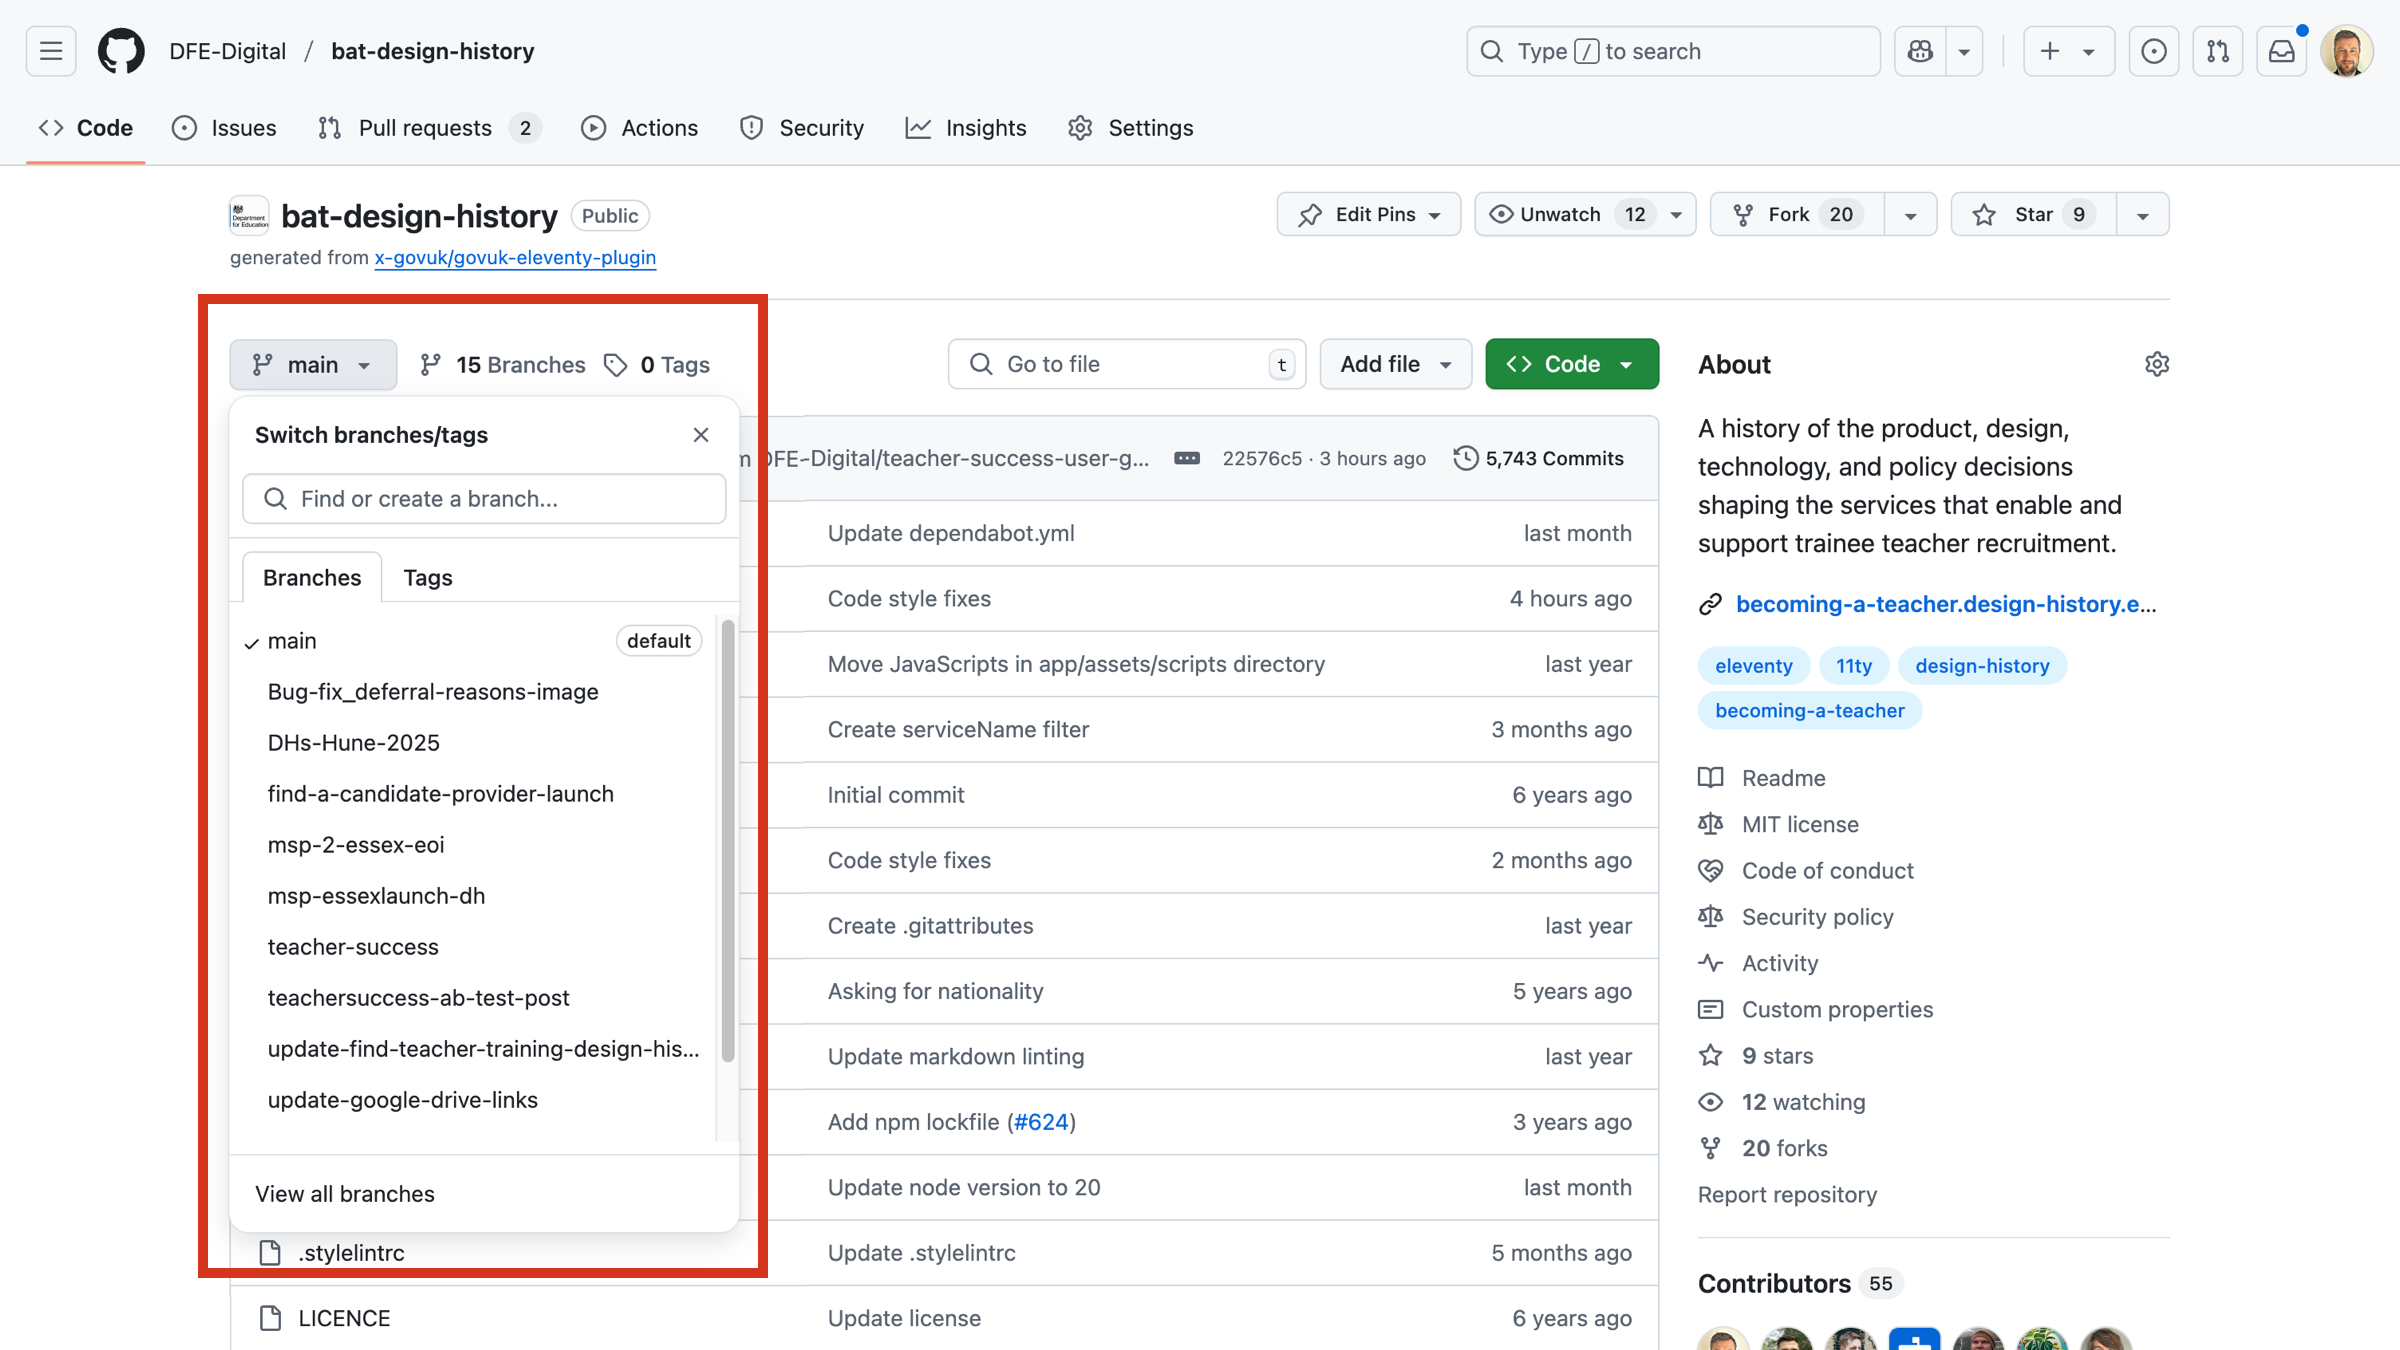 DFE-Digital / bat-design-history
Type / to search
Code Issues Pull requests 2 Actions Security Insights Settings
Department for Education
bat-design-history Public
Edit Pins Unwatch 12 Fork 20 Star 9
generated from x-govuk/govuk-eleventy-plugin
main 15 Branches 0 Tags
Go to file t Add file Code
Switch branches/tags
Find or create a branch...
Branches Tags
main default
Bug-fix_deferral-reasons-image
DHs-Hune-2025
find-a-candidate-provider-launch
msp-2-essex-eoi
msp-essexlaunch-dh
teacher-success
teachersuccess-ab-test-post
update-find-teacher-training-design-his...
update-google-drive-links
View all branches
DFE-Digital/teacher-success-user-g... 22576c5 · 3 hours ago 5,743 Commits
Update dependabot.yml last month
Code style fixes 4 hours ago
Move JavaScripts in app/assets/scripts directory last year
Create serviceName filter 3 months ago
Initial commit 6 years ago
Code style fixes 2 months ago
Create .gitattributes last year
Asking for nationality 5 years ago
Update markdown linting last year
Add npm lockfile (#624) 3 years ago
Update node version to 20 last month
.stylelintrc Update .stylelintrc 5 months ago
LICENCE Update license 6 years ago
About
A history of the product, design,
technology, and policy decisions
shaping the services that enable and
support trainee teacher recruitment.
becoming-a-teacher.design-history.e...
eleventy 11ty design-history
becoming-a-teacher
Readme
MIT license
Code of conduct
Security policy
Activity
Custom properties
9 stars
12 watching
20 forks
Report repository
Contributors 55